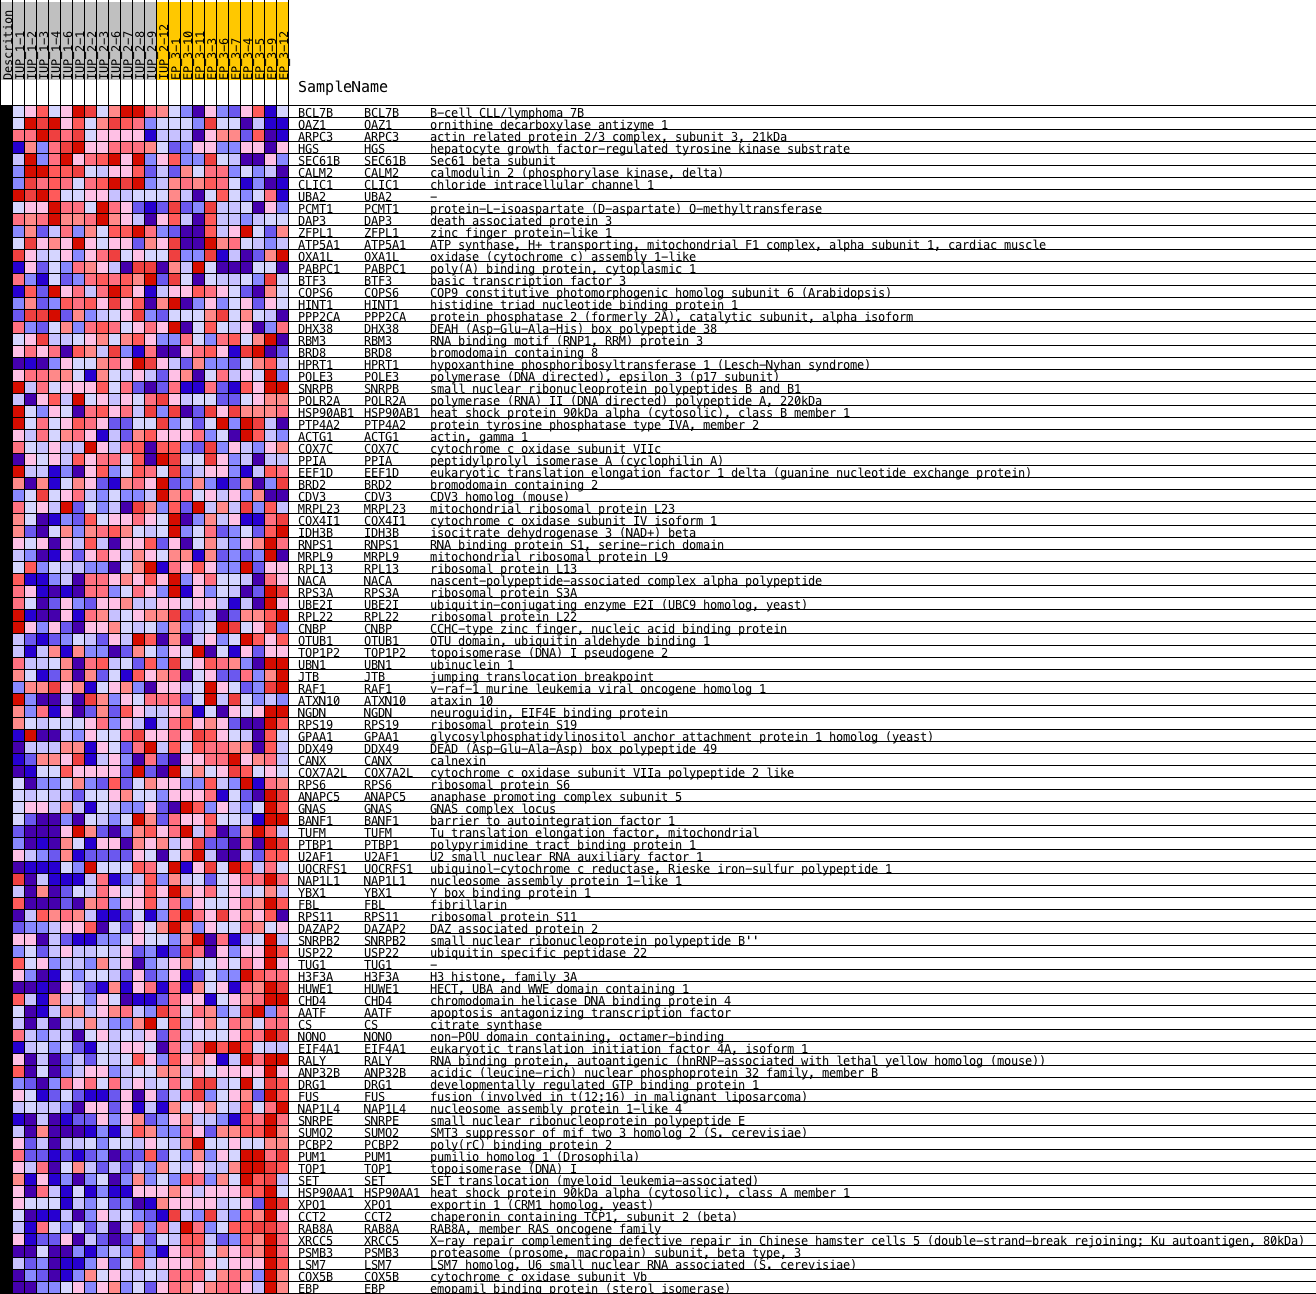 Descrition
IUP_1-1
IUP_1-2
IUP_1-3
IUP_1-4
IUP_1-6
IUP_2-1
IUP_2-2
IUP_2-3
IUP_2-6
IUP_2-7
IUP_2-8
IUP_2-9
IUP_2-12
EP_3-1
EP_3-10
EP_3-11
EP_3-3
EP_3-6
EP_3-7
EP_3-4
EP_3-5
EP_3-9
EP_3-12
SampleName
BCL7B BCL7B B-cell CLL/lymphoma 7B
OAZ1 OAZ1 ornithine decarboxylase antizyme 1
ARPC3 ARPC3 actin related protein 2/3 complex, subunit 3, 21kDa
HGS HGS hepatocyte growth factor-regulated tyrosine kinase substrate
SEC61B SEC61B Sec61 beta subunit
CALM2 CALM2 calmodulin 2 (phosphorylase kinase, delta)
CLIC1 CLIC1 chloride intracellular channel 1
UBA2 UBA2 -
PCMT1 PCMT1 protein-L-isoaspartate (D-aspartate) O-methyltransferase
DAP3 DAP3 death associated protein 3
ZFPL1 ZFPL1 zinc finger protein-like 1
ATP5A1 ATP5A1 ATP synthase, H+ transporting, mitochondrial F1 complex, alpha subunit 1, cardiac muscle
OXA1L OXA1L oxidase (cytochrome c) assembly 1-like
PABPC1 PABPC1 poly(A) binding protein, cytoplasmic 1
BTF3 BTF3 basic transcription factor 3
COPS6 COPS6 COP9 constitutive photomorphogenic homolog subunit 6 (Arabidopsis)
HINT1 HINT1 histidine triad nucleotide binding protein 1
PPP2CA PPP2CA protein phosphatase 2 (formerly 2A), catalytic subunit, alpha isoform
DHX38 DHX38 DEAH (Asp-Glu-Ala-His) box polypeptide 38
RBM3 RBM3 RNA binding motif (RNP1, RRM) protein 3
BRD8 BRD8 bromodomain containing 8
HPRT1 HPRT1 hypoxanthine phosphoribosyltransferase 1 (Lesch-Nyhan syndrome)
POLE3 POLE3 polymerase (DNA directed), epsilon 3 (p17 subunit)
SNRPB SNRPB small nuclear ribonucleoprotein polypeptides B and B1
POLR2A POLR2A polymerase (RNA) II (DNA directed) polypeptide A, 220kDa
HSP90AB1 HSP90AB1 heat shock protein 90kDa alpha (cytosolic), class B member 1
PTP4A2 PTP4A2 protein tyrosine phosphatase type IVA, member 2
ACTG1 ACTG1 actin, gamma 1
COX7C COX7C cytochrome c oxidase subunit VIIc
PPIA PPIA peptidylprolyl isomerase A (cyclophilin A)
EEF1D EEF1D eukaryotic translation elongation factor 1 delta (guanine nucleotide exchange protein)
BRD2 BRD2 bromodomain containing 2
CDV3 CDV3 CDV3 homolog (mouse)
MRPL23 MRPL23 mitochondrial ribosomal protein L23
COX4I1 COX4I1 cytochrome c oxidase subunit IV isoform 1
IDH3B IDH3B isocitrate dehydrogenase 3 (NAD+) beta
RNPS1 RNPS1 RNA binding protein S1, serine-rich domain
MRPL9 MRPL9 mitochondrial ribosomal protein L9
RPL13 RPL13 ribosomal protein L13
NACA NACA nascent-polypeptide-associated complex alpha polypeptide
RPS3A RPS3A ribosomal protein S3A
UBE2I UBE2I ubiquitin-conjugating enzyme E2I (UBC9 homolog, yeast)
RPL22 RPL22 ribosomal protein L22
CNBP CNBP CCHC-type zinc finger, nucleic acid binding protein
OTUB1 OTUB1 OTU domain, ubiquitin aldehyde binding 1
TOP1P2 TOP1P2 topoisomerase (DNA) I pseudogene 2
UBN1 UBN1 ubinuclein 1
JTB JTB jumping translocation breakpoint
RAF1 RAF1 v-raf-1 murine leukemia viral oncogene homolog 1
ATXN10 ATXN10 ataxin 10
NGDN NGDN neuroguidin, EIF4E binding protein
RPS19 RPS19 ribosomal protein S19
GPAA1 GPAA1 glycosylphosphatidylinositol anchor attachment protein 1 homolog (yeast)
DDX49 DDX49 DEAD (Asp-Glu-Ala-Asp) box polypeptide 49
CANX CANX calnexin
COX7A2L COX7A2L cytochrome c oxidase subunit VIIa polypeptide 2 like
RPS6 RPS6 ribosomal protein S6
ANAPC5 ANAPC5 anaphase promoting complex subunit 5
GNAS GNAS GNAS complex locus
BANF1 BANF1 barrier to autointegration factor 1
TUFM TUFM Tu translation elongation factor, mitochondrial
PTBP1 PTBP1 polypyrimidine tract binding protein 1
U2AF1 U2AF1 U2 small nuclear RNA auxiliary factor 1
UQCRFS1 UQCRFS1 ubiquinol-cytochrome c reductase, Rieske iron-sulfur polypeptide 1
NAP1L1 NAP1L1 nucleosome assembly protein 1-like 1
YBX1 YBX1 Y box binding protein 1
FBL FBL fibrillarin
RPS11 RPS11 ribosomal protein S11
DAZAP2 DAZAP2 DAZ associated protein 2
SNRPB2 SNRPB2 small nuclear ribonucleoprotein polypeptide B''
USP22 USP22 ubiquitin specific peptidase 22
TUG1 TUG1 -
H3F3A H3F3A H3 histone, family 3A
HUWE1 HUWE1 HECT, UBA and WWE domain containing 1
CHD4 CHD4 chromodomain helicase DNA binding protein 4
AATF AATF apoptosis antagonizing transcription factor
CS CS citrate synthase
NONO NONO non-POU domain containing, octamer-binding
EIF4A1 EIF4A1 eukaryotic translation initiation factor 4A, isoform 1
RALY RALY RNA binding protein, autoantigenic (hnRNP-associated with lethal yellow homolog (mouse))
ANP32B ANP32B acidic (leucine-rich) nuclear phosphoprotein 32 family, member B
DRG1 DRG1 developmentally regulated GTP binding protein 1
FUS FUS fusion (involved in t(12;16) in malignant liposarcoma)
NAP1L4 NAP1L4 nucleosome assembly protein 1-like 4
SNRPE SNRPE small nuclear ribonucleoprotein polypeptide E
SUMO2 SUMO2 SMT3 suppressor of mif two 3 homolog 2 (S. cerevisiae)
PCBP2 PCBP2 poly(rC) binding protein 2
PUM1 PUM1 pumilio homolog 1 (Drosophila)
TOP1 TOP1 topoisomerase (DNA) I
SET SET SET translocation (myeloid leukemia-associated)
HSP90AA1 HSP90AA1 heat shock protein 90kDa alpha (cytosolic), class A member 1
XPO1 XPO1 exportin 1 (CRM1 homolog, yeast)
CCT2 CCT2 chaperonin containing TCP1, subunit 2 (beta)
RAB8A RAB8A RAB8A, member RAS oncogene family
XRCC5 XRCC5 X-ray repair complementing defective repair in Chinese hamster cells 5 (double-strand-break rejoining; Ku autoantigen, 80kDa)
PSMB3 PSMB3 proteasome (prosome, macropain) subunit, beta type, 3
LSM7 LSM7 LSM7 homolog, U6 small nuclear RNA associated (S. cerevisiae)
COX5B COX5B cytochrome c oxidase subunit Vb
EBP EBP emopamil binding protein (sterol isomerase)